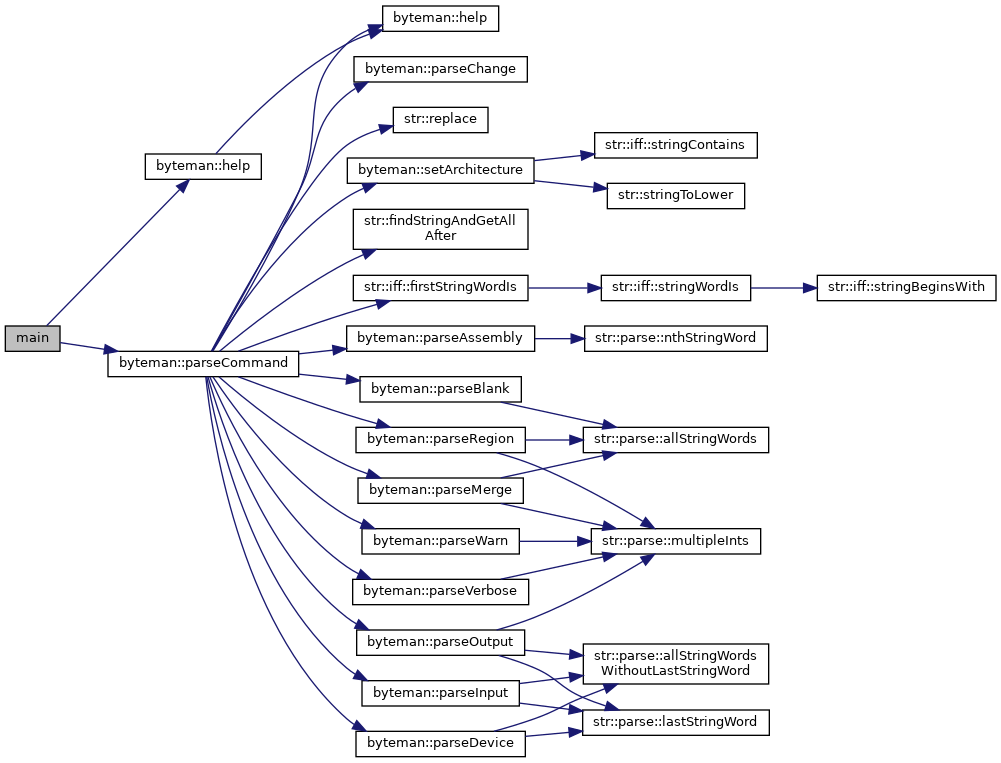 byteman::help
byteman::parseChange
str::replace
str::iff::stringContains
byteman::help
byteman::setArchitecture
str::stringToLower
str::findStringAndGetAll
After
str::iff::firstStringWordIs
str::iff::stringWordIs
str::iff::stringBeginsWith
main
byteman::parseAssembly
str::parse::nthStringWord
byteman::parseCommand
byteman::parseBlank
byteman::parseRegion
str::parse::allStringWords
byteman::parseMerge
byteman::parseWarn
str::parse::multipleInts
byteman::parseVerbose
byteman::parseOutput
str::parse::allStringWords
WithoutLastStringWord
byteman::parseInput
str::parse::lastStringWord
byteman::parseDevice